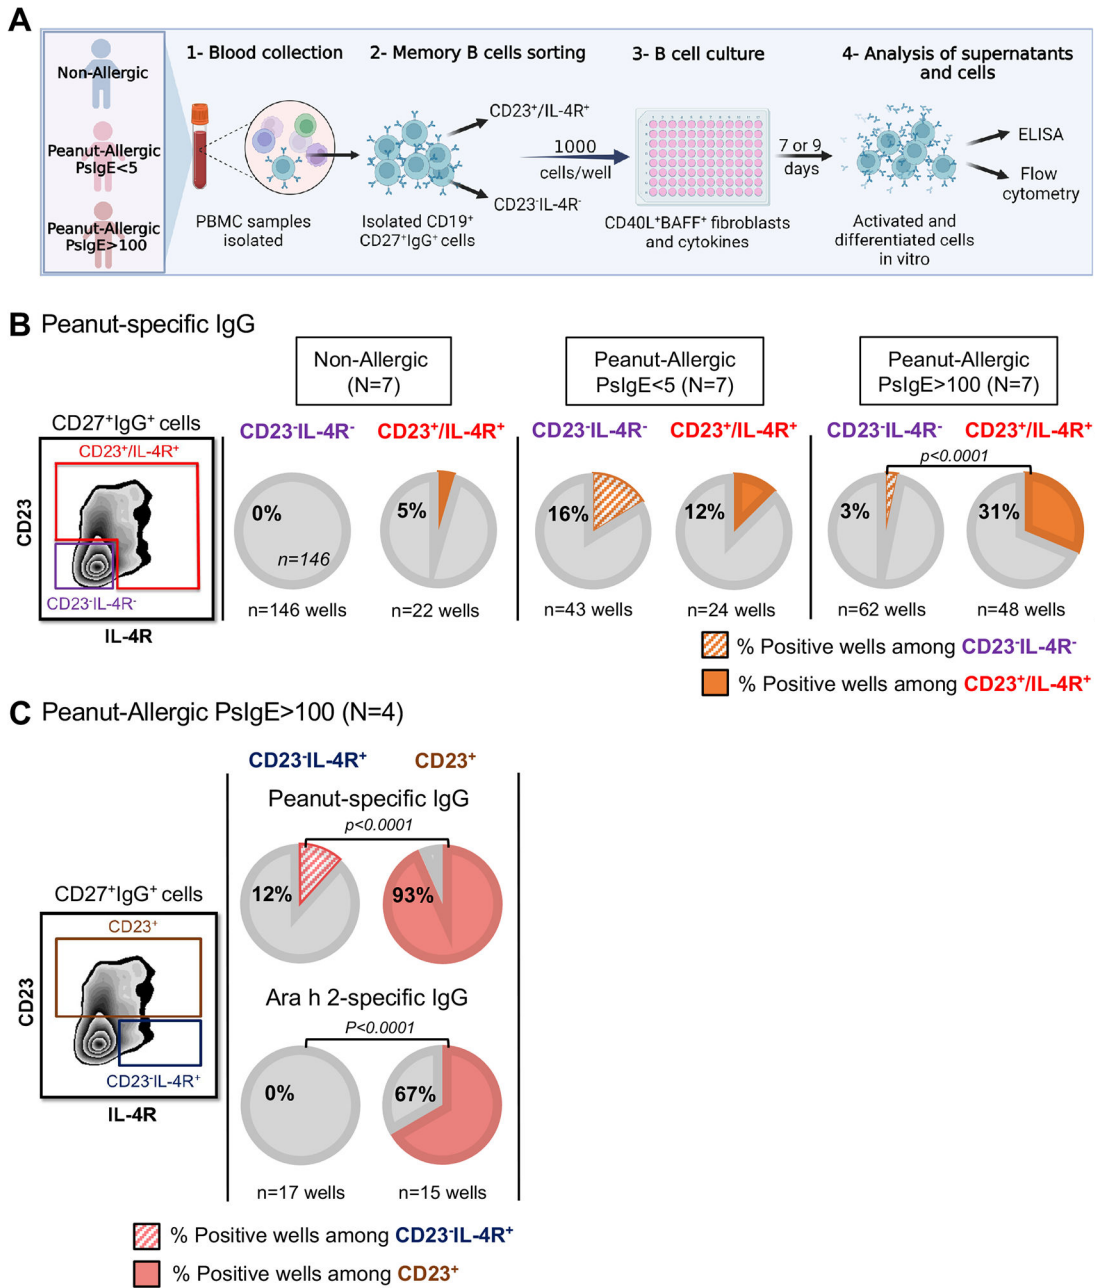 A
Non-Allergic
Peanut-Allergic
PsIgE<5
Peanut-Allergic
PsIgE>100
1- Blood collection
PBMC samples
isolated
2- Memory B cells sorting
CD23⁺/IL-4R⁺
CD23⁻IL-4R⁻
Isolated CD19⁺
CD27⁺IgG⁺ cells
1000
cells/well
3- B cell culture
CD40L⁺BAFF⁺ fibroblasts
and cytokines
7 or 9
days
4- Analysis of supernatants
and cells
ELISA
Flow
cytometry
Activated and
differentiated cells
in vitro
B Peanut-specific IgG
Non-Allergic
(N=7)
Peanut-Allergic
PsIgE<5 (N=7)
Peanut-Allergic
PsIgE>100 (N=7)
CD27⁺IgG⁺ cells
CD23⁺/IL-4R⁺
CD23
CD23⁻IL-4R⁻
IL-4R
CD23⁻IL-4R⁻ CD23⁺/IL-4R⁺ CD23⁻IL-4R⁻ CD23⁺/IL-4R⁺ CD23⁻IL-4R⁻ CD23⁺/IL-4R⁺
p<0.0001
0% 5% 16% 12% 3% 31%
n=146
n=146 wells n=22 wells n=43 wells n=24 wells n=62 wells n=48 wells
% Positive wells among CD23⁻IL-4R⁻
% Positive wells among CD23⁺/IL-4R⁺
C Peanut-Allergic PsIgE>100 (N=4)
CD23⁻IL-4R⁺ CD23⁺
Peanut-specific IgG
p<0.0001
12% 93%
CD27⁺IgG⁺ cells
CD23⁺
CD23
CD23⁻IL-4R⁺
IL-4R
Ara h 2-specific IgG
P<0.0001
0% 67%
n=17 wells n=15 wells
% Positive wells among CD23⁻IL-4R⁺
% Positive wells among CD23⁺